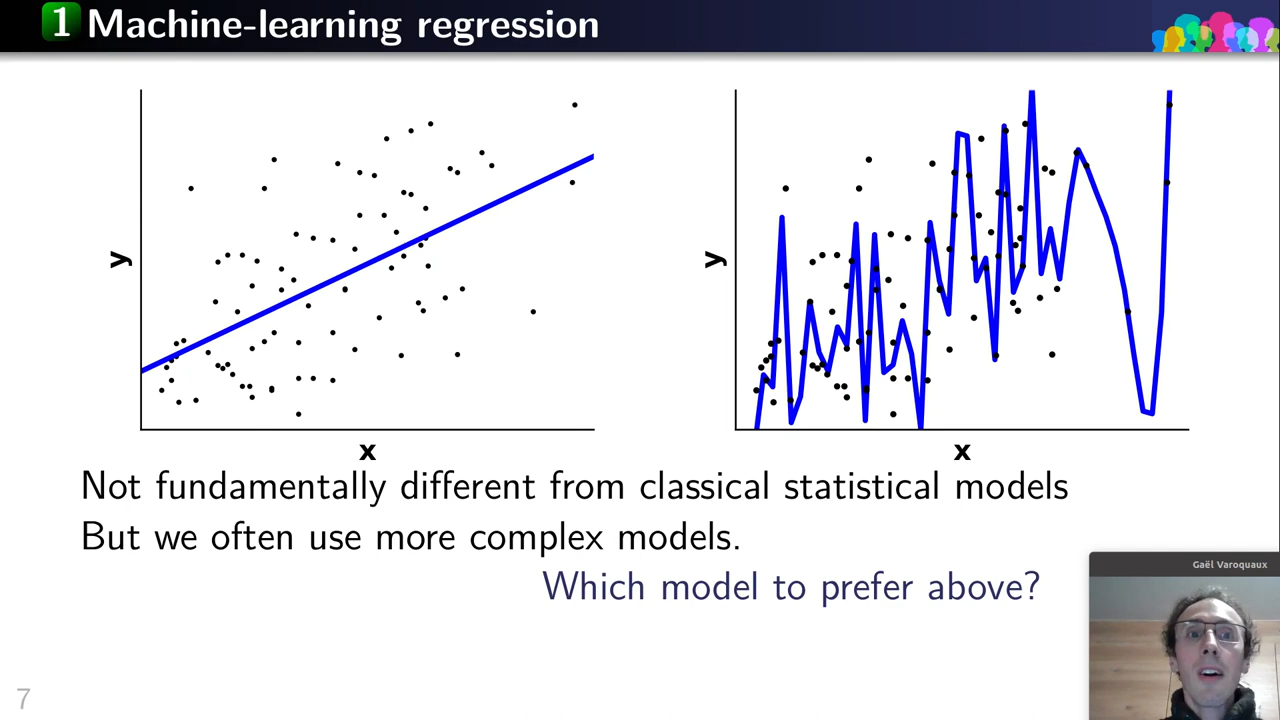 1 Machine-learning regression
y
x
y
x
Not fundamentally different from classical statistical models
But we often use more complex models.
Which model to prefer above?
Gaël Varoquaux
7